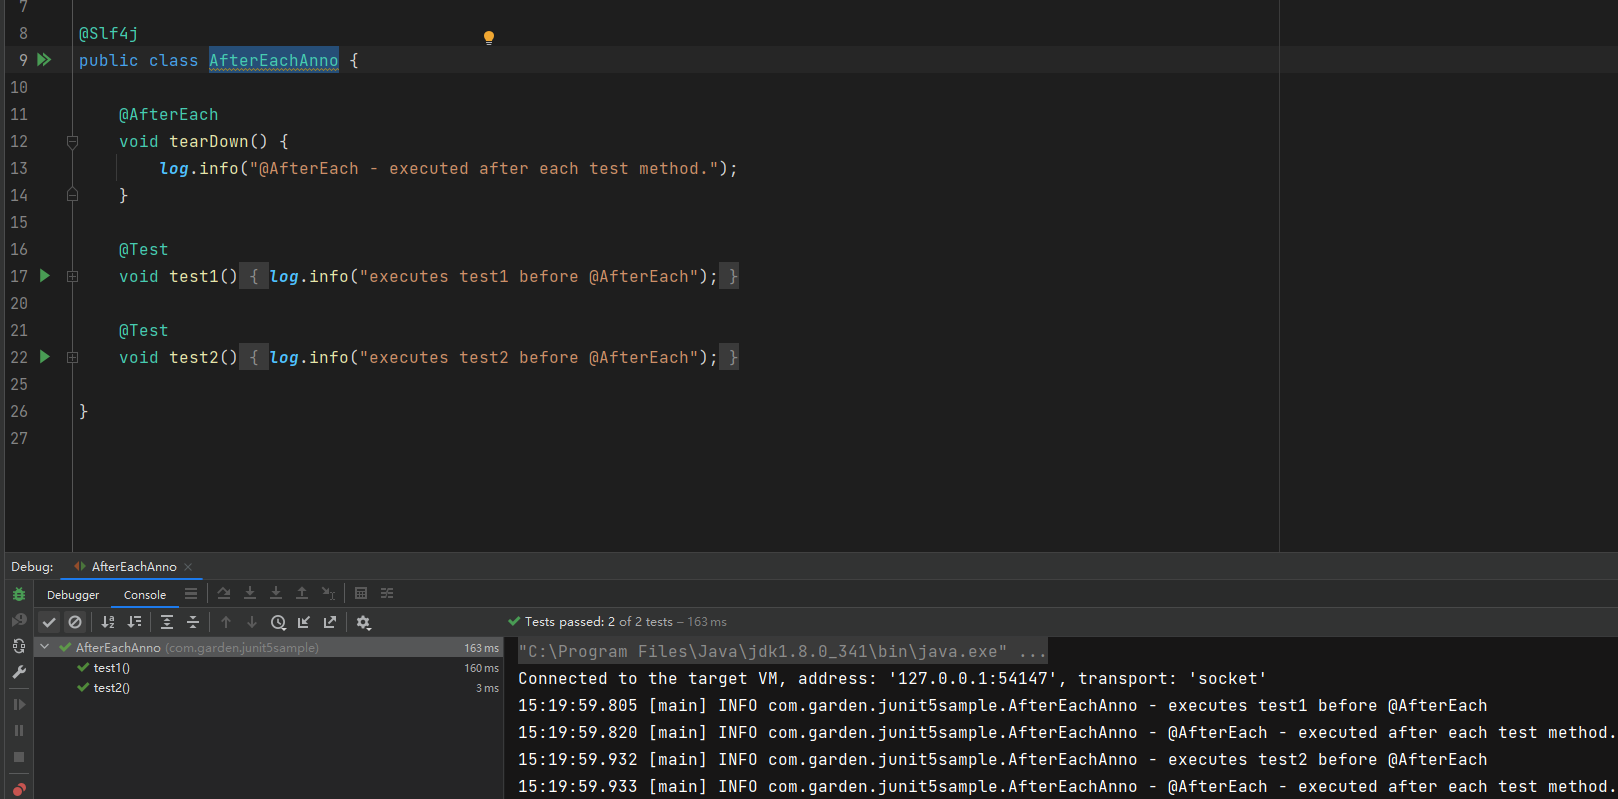 7
8 @Slf4j
9 public class AfterEachAnno {
10
11 @AfterEach
12 void tearDown() {
13 log.info("@AfterEach - executed after each test method.");
14 }
15
16 @Test
17 void test1() { log.info("executes test1 before @AfterEach"); }
20
21 @Test
22 void test2() { log.info("executes test2 before @AfterEach"); }
25
26 }
27
Debug: AfterEachAnno
Debugger Console
Tests passed: 2 of 2 tests – 163 ms
AfterEachAnno (com.garden.junit5sample) 163 ms
test1() 160 ms
test2() 3 ms
"C:\Program Files\Java\jdk1.8.0_341\bin\java.exe" ...
Connected to the target VM, address: '127.0.0.1:54147', transport: 'socket'
15:19:59.805 [main] INFO com.garden.junit5sample.AfterEachAnno - executes test1 before @AfterEach
15:19:59.820 [main] INFO com.garden.junit5sample.AfterEachAnno - @AfterEach - executed after each test method.
15:19:59.932 [main] INFO com.garden.junit5sample.AfterEachAnno - executes test2 before @AfterEach
15:19:59.933 [main] INFO com.garden.junit5sample.AfterEachAnno - @AfterEach - executed after each test method.